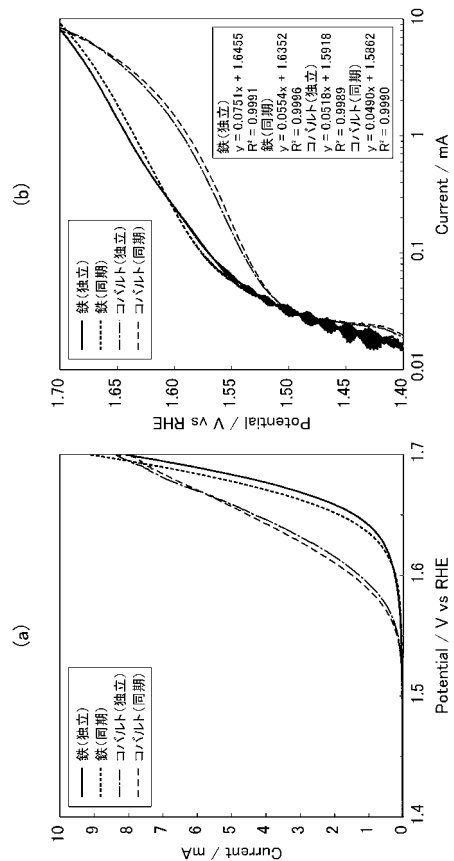 (a)
鉄(独立)
鉄(同期)
コバルト(独立)
コバルト(同期)
10
9
8
7
6
5
4
3
2
1
0
Current / mA
1.4
1.5
1.6
1.7
Potential / V vs RHE
(b)
鉄(独立)
鉄(同期)
コバルト(独立)
コバルト(同期)
1.70
1.65
1.60
1.55
1.50
1.45
1.40
Potential / V vs RHE
鉄(独立)
y = 0.0751x + 1.6455
R² = 0.9991
鉄(同期)
y = 0.0554x + 1.6352
R² = 0.9996
コバルト(独立)
y = 0.0518x + 1.5918
R² = 0.9989
コバルト(同期)
y = 0.0490x + 1.5862
R² = 0.9990
0.01
0.1
1
10
Current / mA